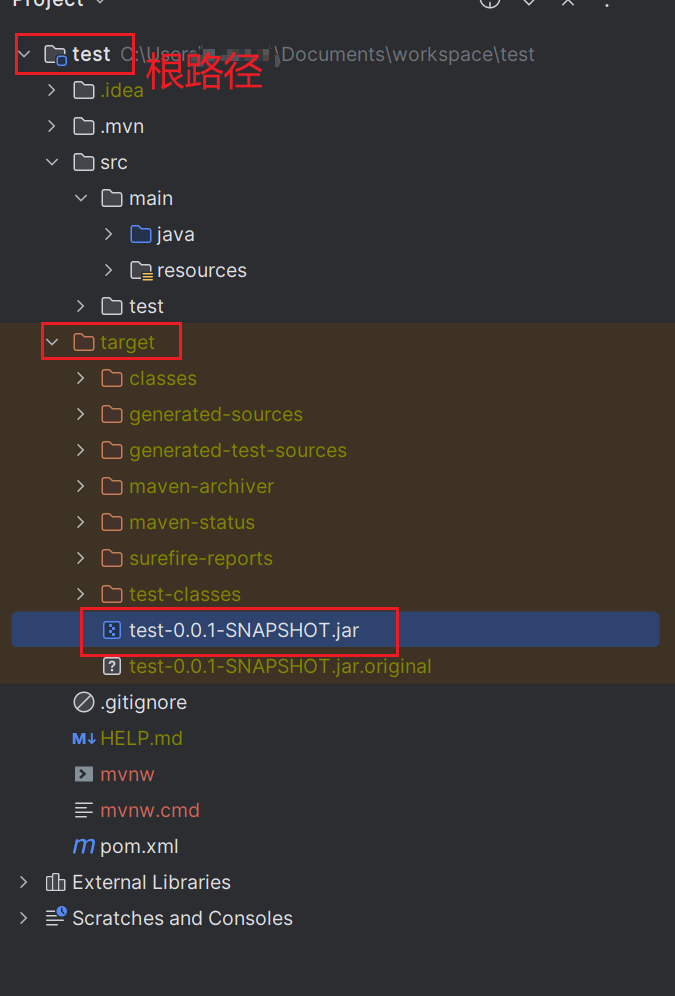 Project
test C:\Users\ \Documents\workspace\test
根路径
.idea
.mvn
src
main
java
resources
test
target
classes
generated-sources
generated-test-sources
maven-archiver
maven-status
surefire-reports
test-classes
test-0.0.1-SNAPSHOT.jar
? test-0.0.1-SNAPSHOT.jar.original
.gitignore
M↓ HELP.md
mvnw
mvnw.cmd
m pom.xml
External Libraries
Scratches and Consoles